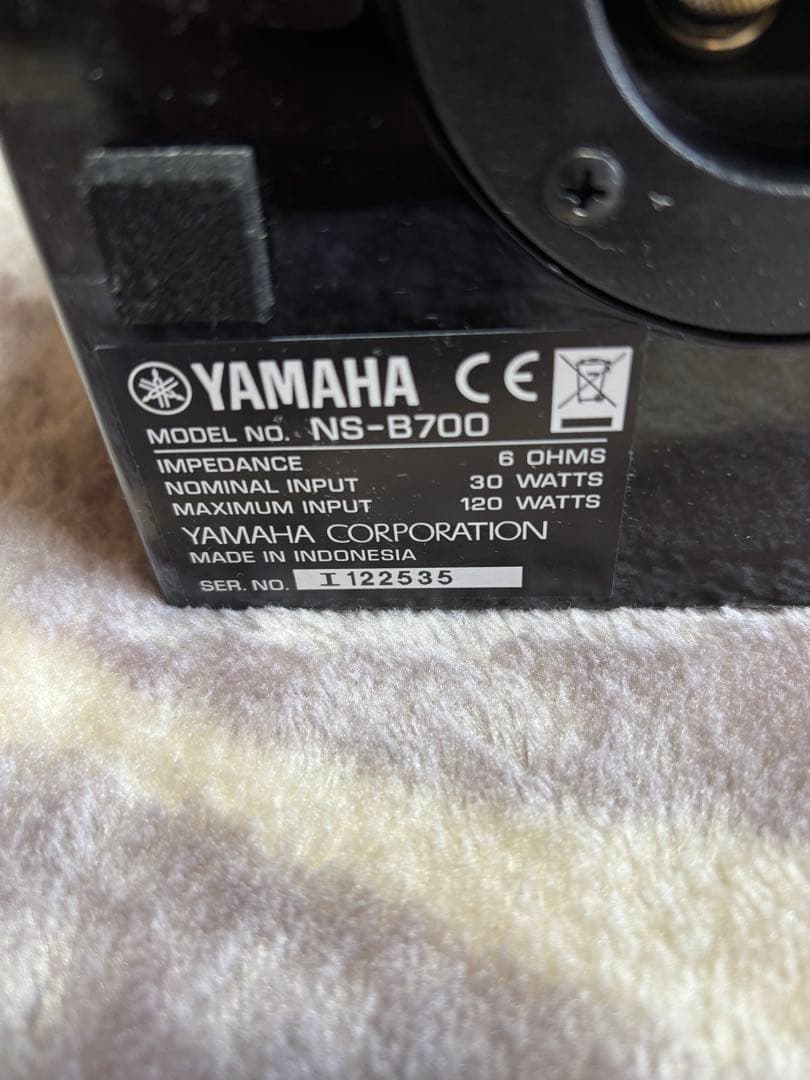 YAMAHA CE
MODEL NO. NS-B700
IMPEDANCE 6 OHMS
NOMINAL INPUT 30 WATTS
MAXIMUM INPUT 120 WATTS
YAMAHA CORPORATION
MADE IN INDONESIA
SER. NO. I122535